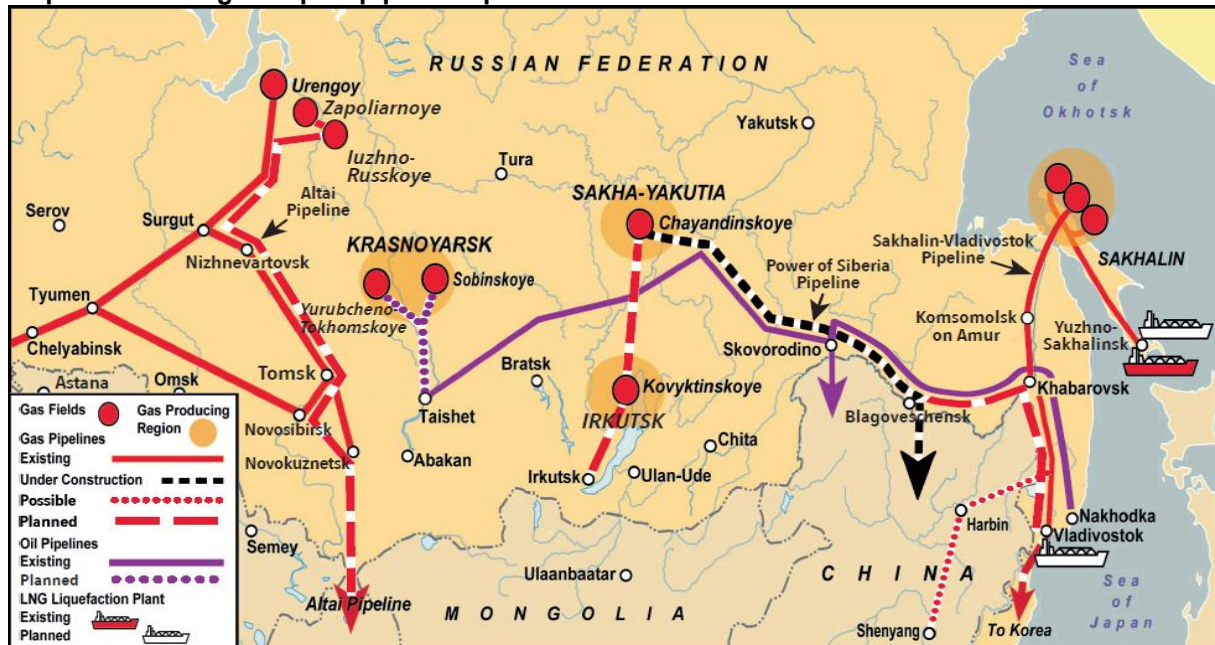 RUSSIAN FEDERATION
Sea
of
Okhotsk
Urengoy
Zapoliarnoye
Iuzhno-
Russkoye
Yakutsk
Tura
Altai
Pipeline
SAKHA-YAKUTIA
Chayandinskoye
Serov
Surgut
Nizhnevartovsk
KRASNOYARSK
Sobinskoye
Yurubcheno-
Tokhomskoye
Power of Siberia
Pipeline
Sakhalin-Vladivostok
Pipeline
SAKHALIN
Tyumen
Chelyabinsk
Komsomolsk
on Amur
Yuzhno-
Sakhalinsk
Skovorodino
Bratsk
Astana
Omsk
Tomsk
Taishet
Kovyktinskoye
IRKUTSK
Khabarovsk
Blagoveschensk
Novosibirsk
Novokuznetsk
Abakan
Chita
Irkutsk
Ulan-Ude
Harbin
Nakhodka
Vladivostok
Semey
Ulaanbaatar
CHINA
Altai Pipeline
MONGOLIA
Shenyang
To Korea
Sea
of
Japan
Gas Fields
Gas Producing
Region
Gas Pipelines
Existing
Under Construction
Possible
Planned
Oil Pipelines
Existing
Planned
LNG Liquefaction Plant
Existing
Planned